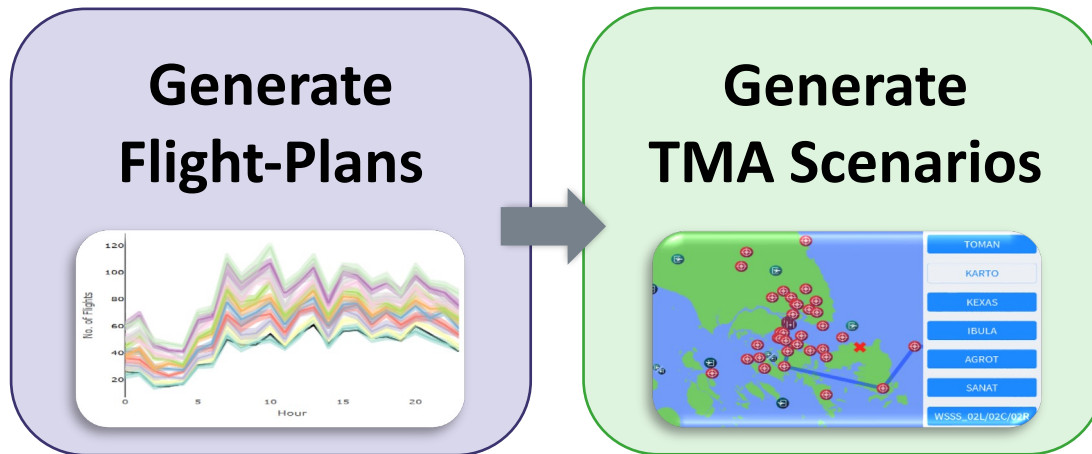 Generate
Flight-Plans
120
100
80
60
40
20
No. of Flights
0
5
10
15
20
Hour
Generate
TMA Scenarios
TOMAN
KARTO
KEXAS
IBULA
AGROT
SANAT
WSSS_02L/02C/02R